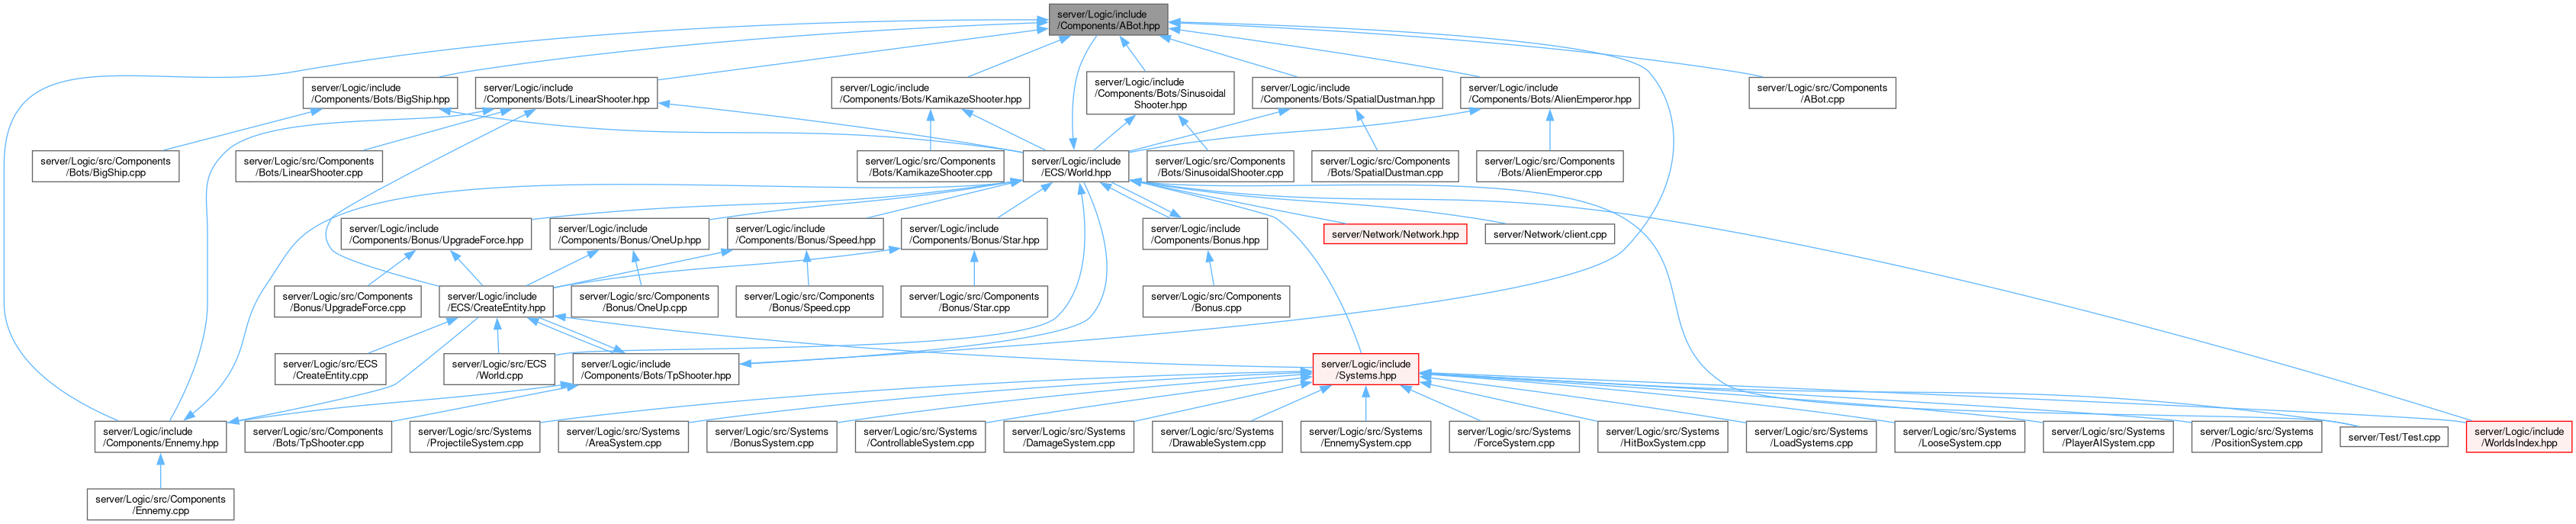 server/Logic/include
/Components/ABot.hpp
server/Logic/include
/Components/Bots/BigShip.hpp
server/Logic/include
/Components/Bots/LinearShooter.hpp
server/Logic/include
/Components/Bots/KamikazeShooter.hpp
server/Logic/include
/Components/Bots/Sinusoidal
Shooter.hpp
server/Logic/include
/Components/Bots/SpatialDustman.hpp
server/Logic/include
/Components/Bots/AlienEmperor.hpp
server/Logic/src/Components
/ABot.cpp
server/Logic/src/Components
/Bots/BigShip.cpp
server/Logic/src/Components
/Bots/LinearShooter.cpp
server/Logic/src/Components
/Bots/KamikazeShooter.cpp
server/Logic/include
/ECS/World.hpp
server/Logic/src/Components
/Bots/SinusoidalShooter.cpp
server/Logic/src/Components
/Bots/SpatialDustman.cpp
server/Logic/src/Components
/Bots/AlienEmperor.cpp
server/Logic/include
/Components/Bonus/UpgradeForce.hpp
server/Logic/include
/Components/Bonus/OneUp.hpp
server/Logic/include
/Components/Bonus/Speed.hpp
server/Logic/include
/Components/Bonus/Star.hpp
server/Logic/include
/Components/Bonus.hpp
server/Network/Network.hpp
server/Network/client.cpp
server/Logic/src/Components
/Bonus/UpgradeForce.cpp
server/Logic/include
/ECS/CreateEntity.hpp
server/Logic/src/Components
/Bonus/OneUp.cpp
server/Logic/src/Components
/Bonus/Speed.cpp
server/Logic/src/Components
/Bonus/Star.cpp
server/Logic/src/Components
/Bonus.cpp
server/Logic/src/ECS
/CreateEntity.cpp
server/Logic/src/ECS
/World.cpp
server/Logic/include
/Components/Bots/TpShooter.hpp
server/Logic/include
/Systems.hpp
server/Logic/include
/Components/Ennemy.hpp
server/Logic/src/Components
/Bots/TpShooter.cpp
server/Logic/src/Systems
/ProjectileSystem.cpp
server/Logic/src/Systems
/AreaSystem.cpp
server/Logic/src/Systems
/BonusSystem.cpp
server/Logic/src/Systems
/ControllableSystem.cpp
server/Logic/src/Systems
/DamageSystem.cpp
server/Logic/src/Systems
/DrawableSystem.cpp
server/Logic/src/Systems
/EnnemySystem.cpp
server/Logic/src/Systems
/ForceSystem.cpp
server/Logic/src/Systems
/HitBoxSystem.cpp
server/Logic/src/Systems
/LoadSystems.cpp
server/Logic/src/Systems
/LooseSystem.cpp
server/Logic/src/Systems
/PlayerAISystem.cpp
server/Logic/src/Systems
/PositionSystem.cpp
server/Test/Test.cpp
server/Logic/include
/WorldsIndex.hpp
server/Logic/src/Components
/Ennemy.cpp